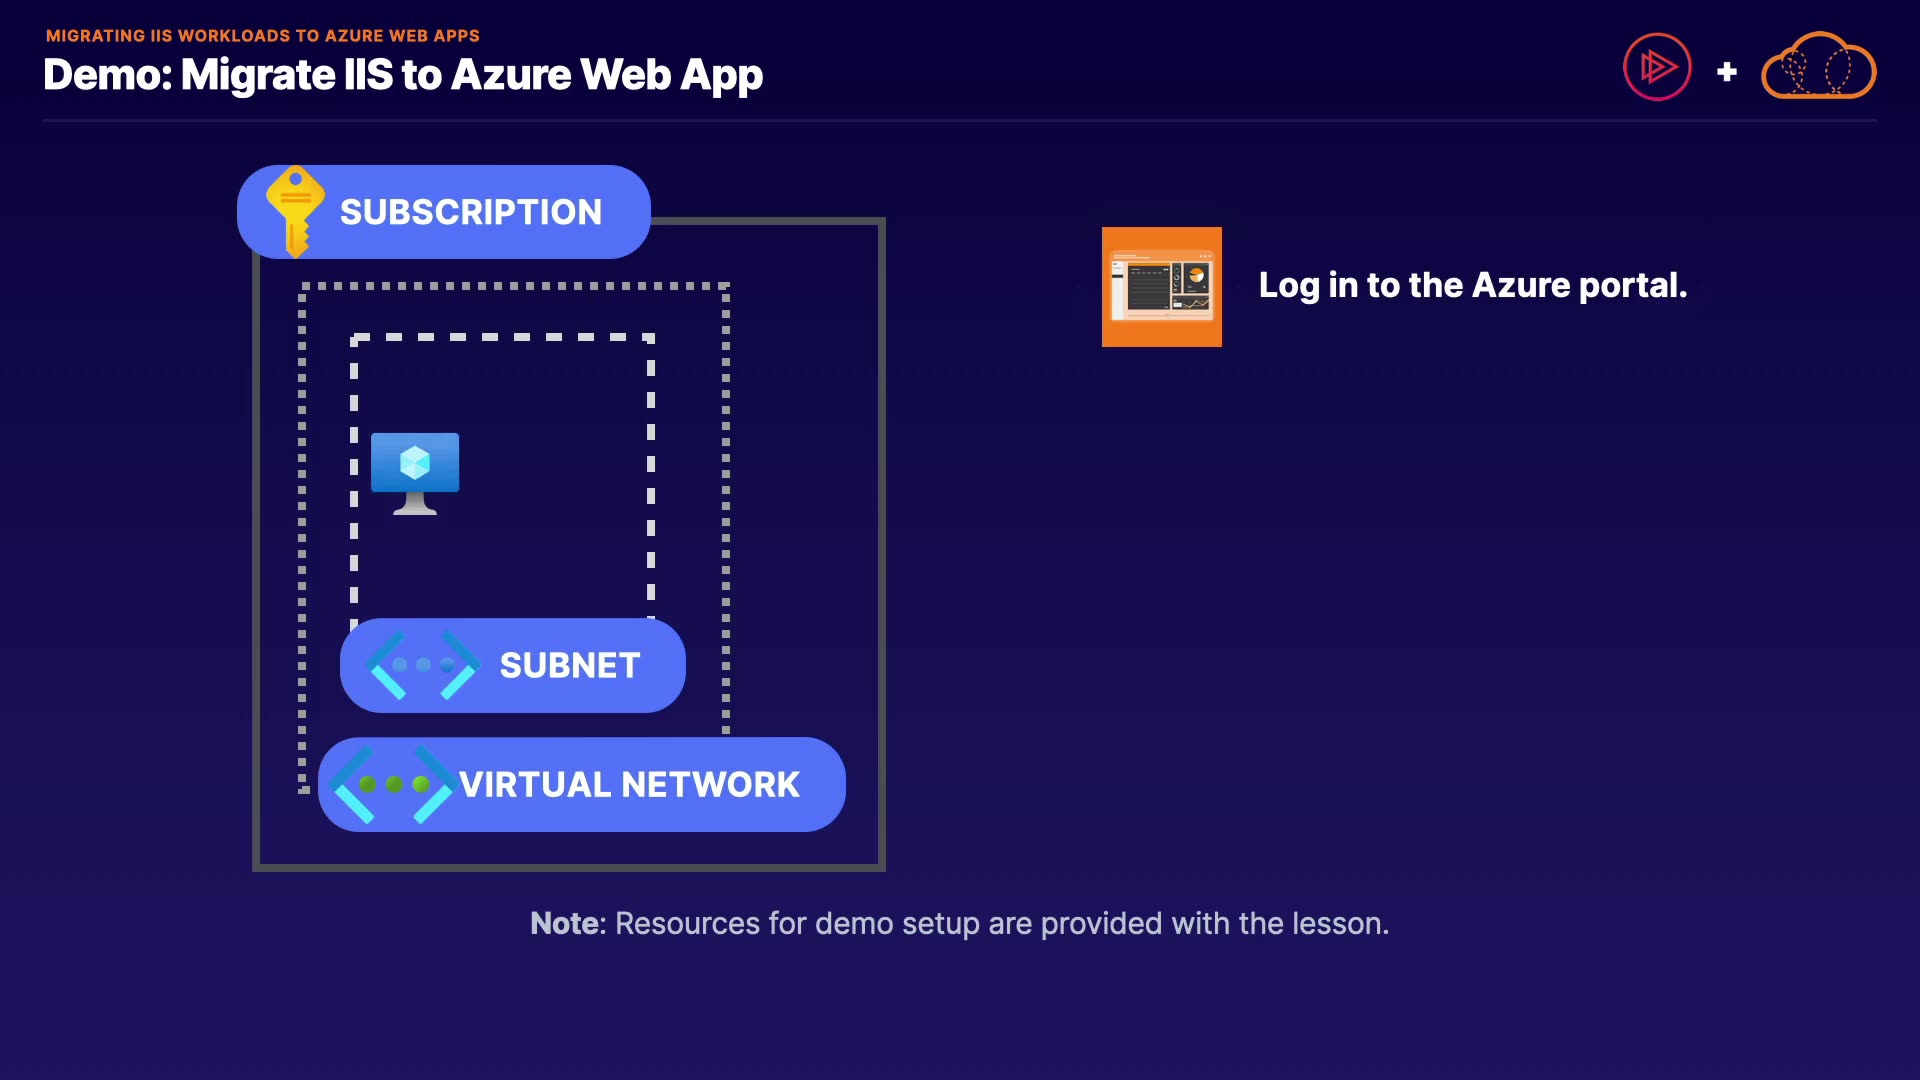 MIGRATING IIS WORKLOADS TO AZURE WEB APPS
Demo: Migrate IIS to Azure Web App
SUBSCRIPTION
Log in to the Azure portal.
SUBNET
VIRTUAL NETWORK
Note: Resources for demo setup are provided with the lesson.